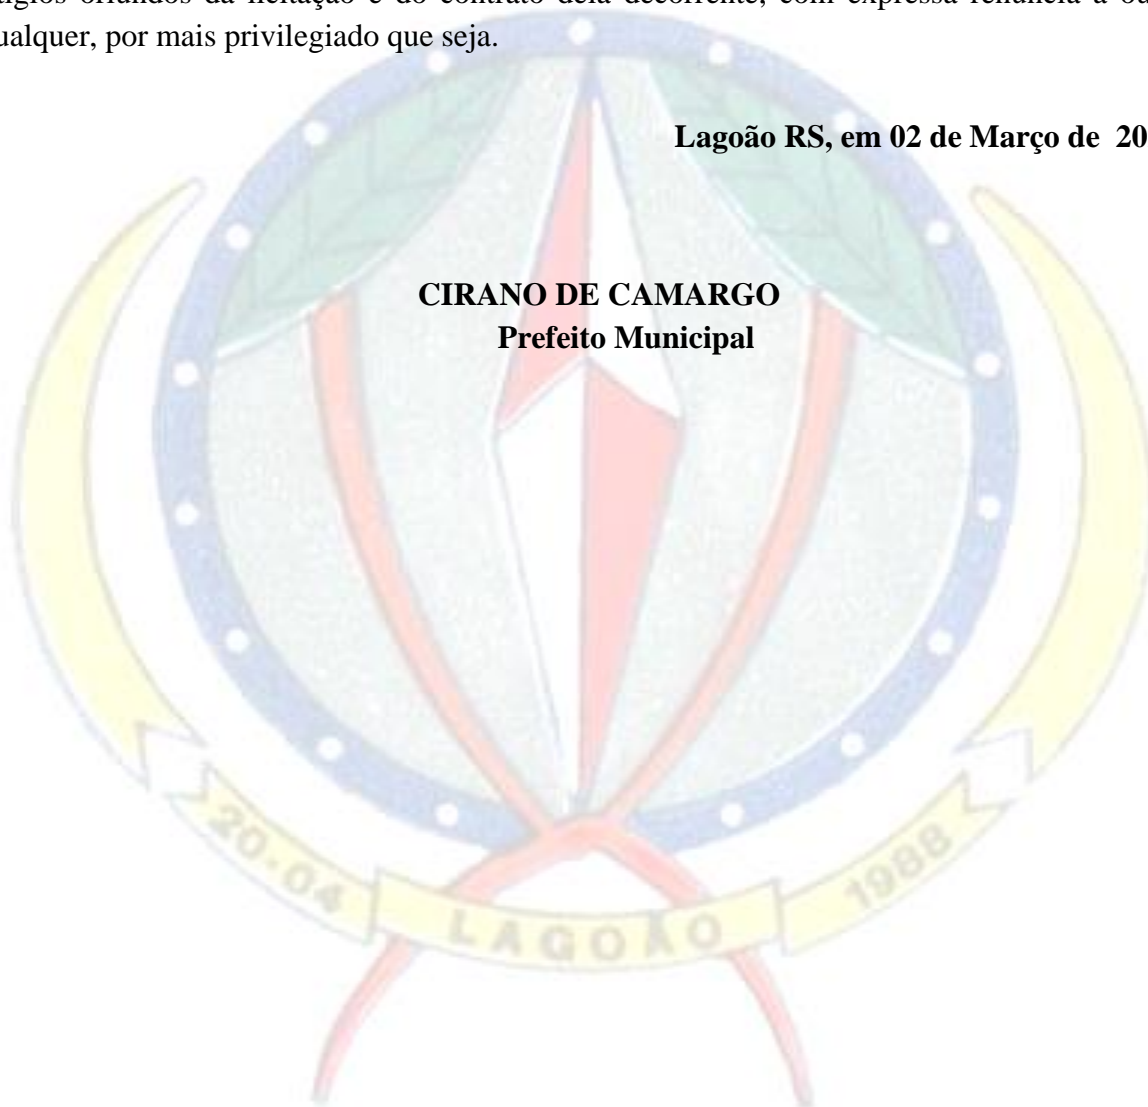 tígios oriundos da licitação e do contrato dela decorrente, com expressa renúncia a ou
ualquer, por mais privilegiado que seja.
Lagoão RS, em 02 de Março de 20
CIRANO DE CAMARGO
Prefeito Municipal
20-04 LAGOÃO 1988